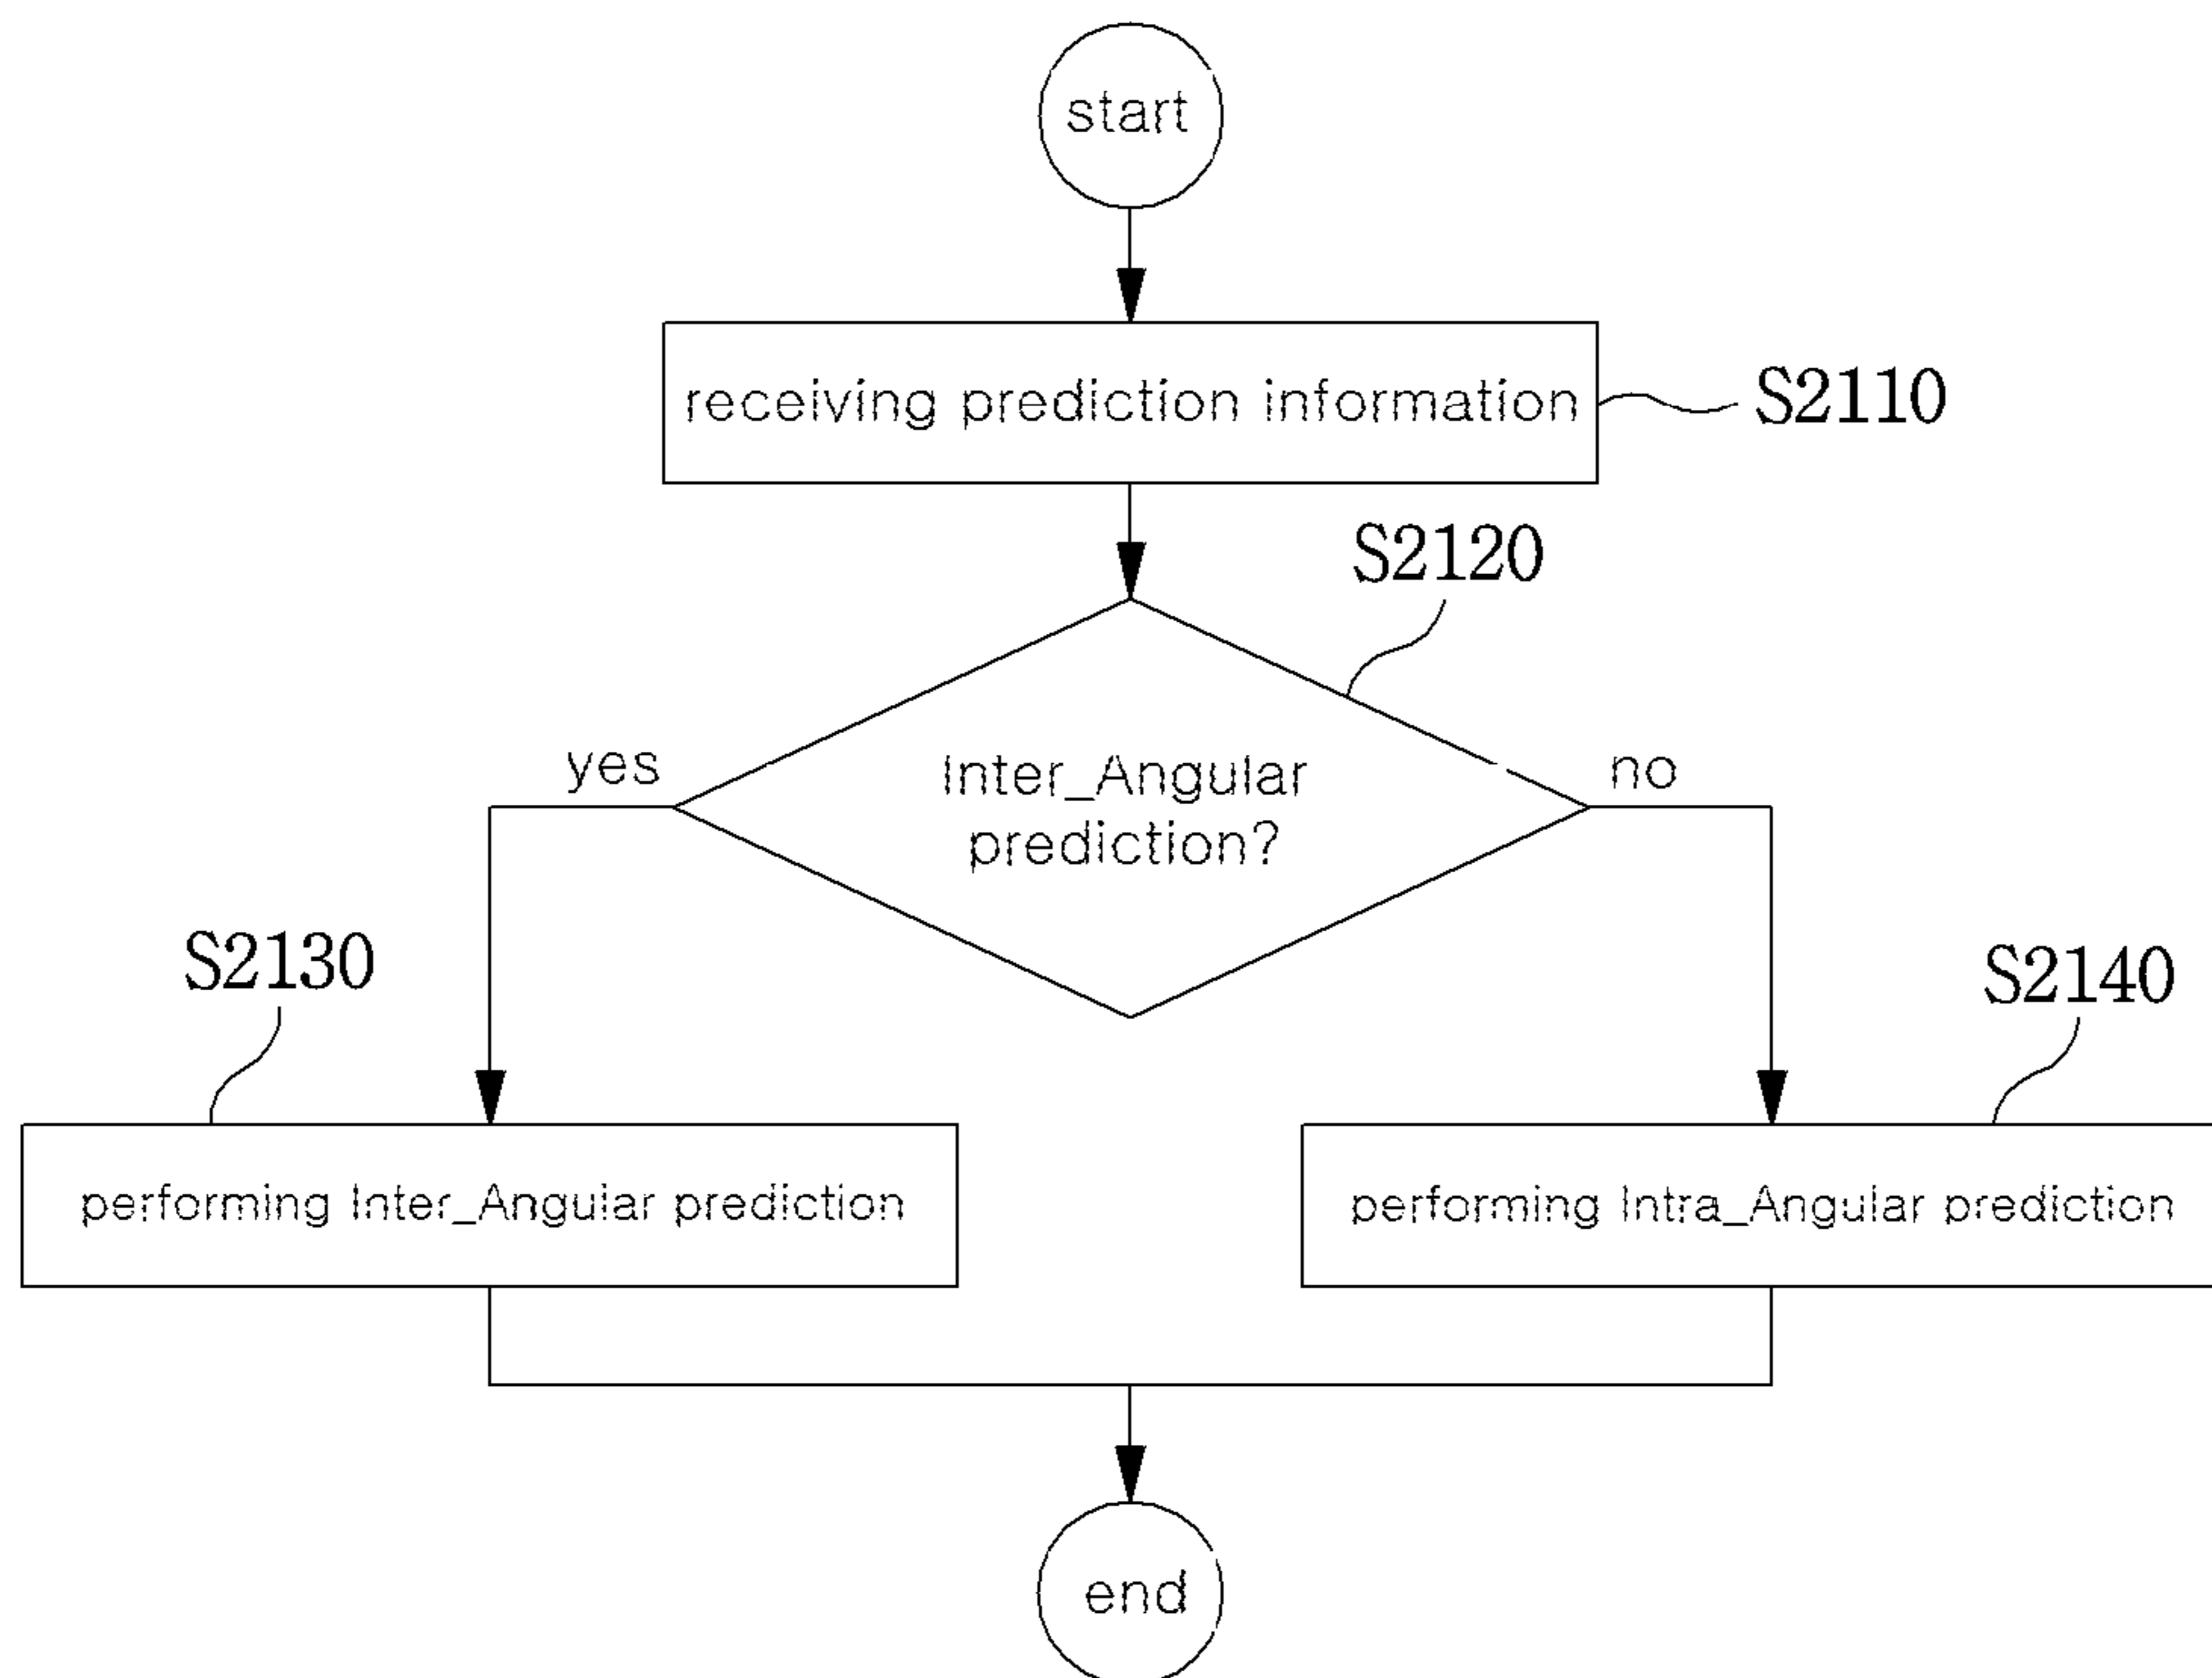 start
receiving prediction information
S2110
S2120
Inter_Angular
prediction?
yes
no
S2130
S2140
performing Inter_Angular prediction
performing Intra_Angular prediction
end